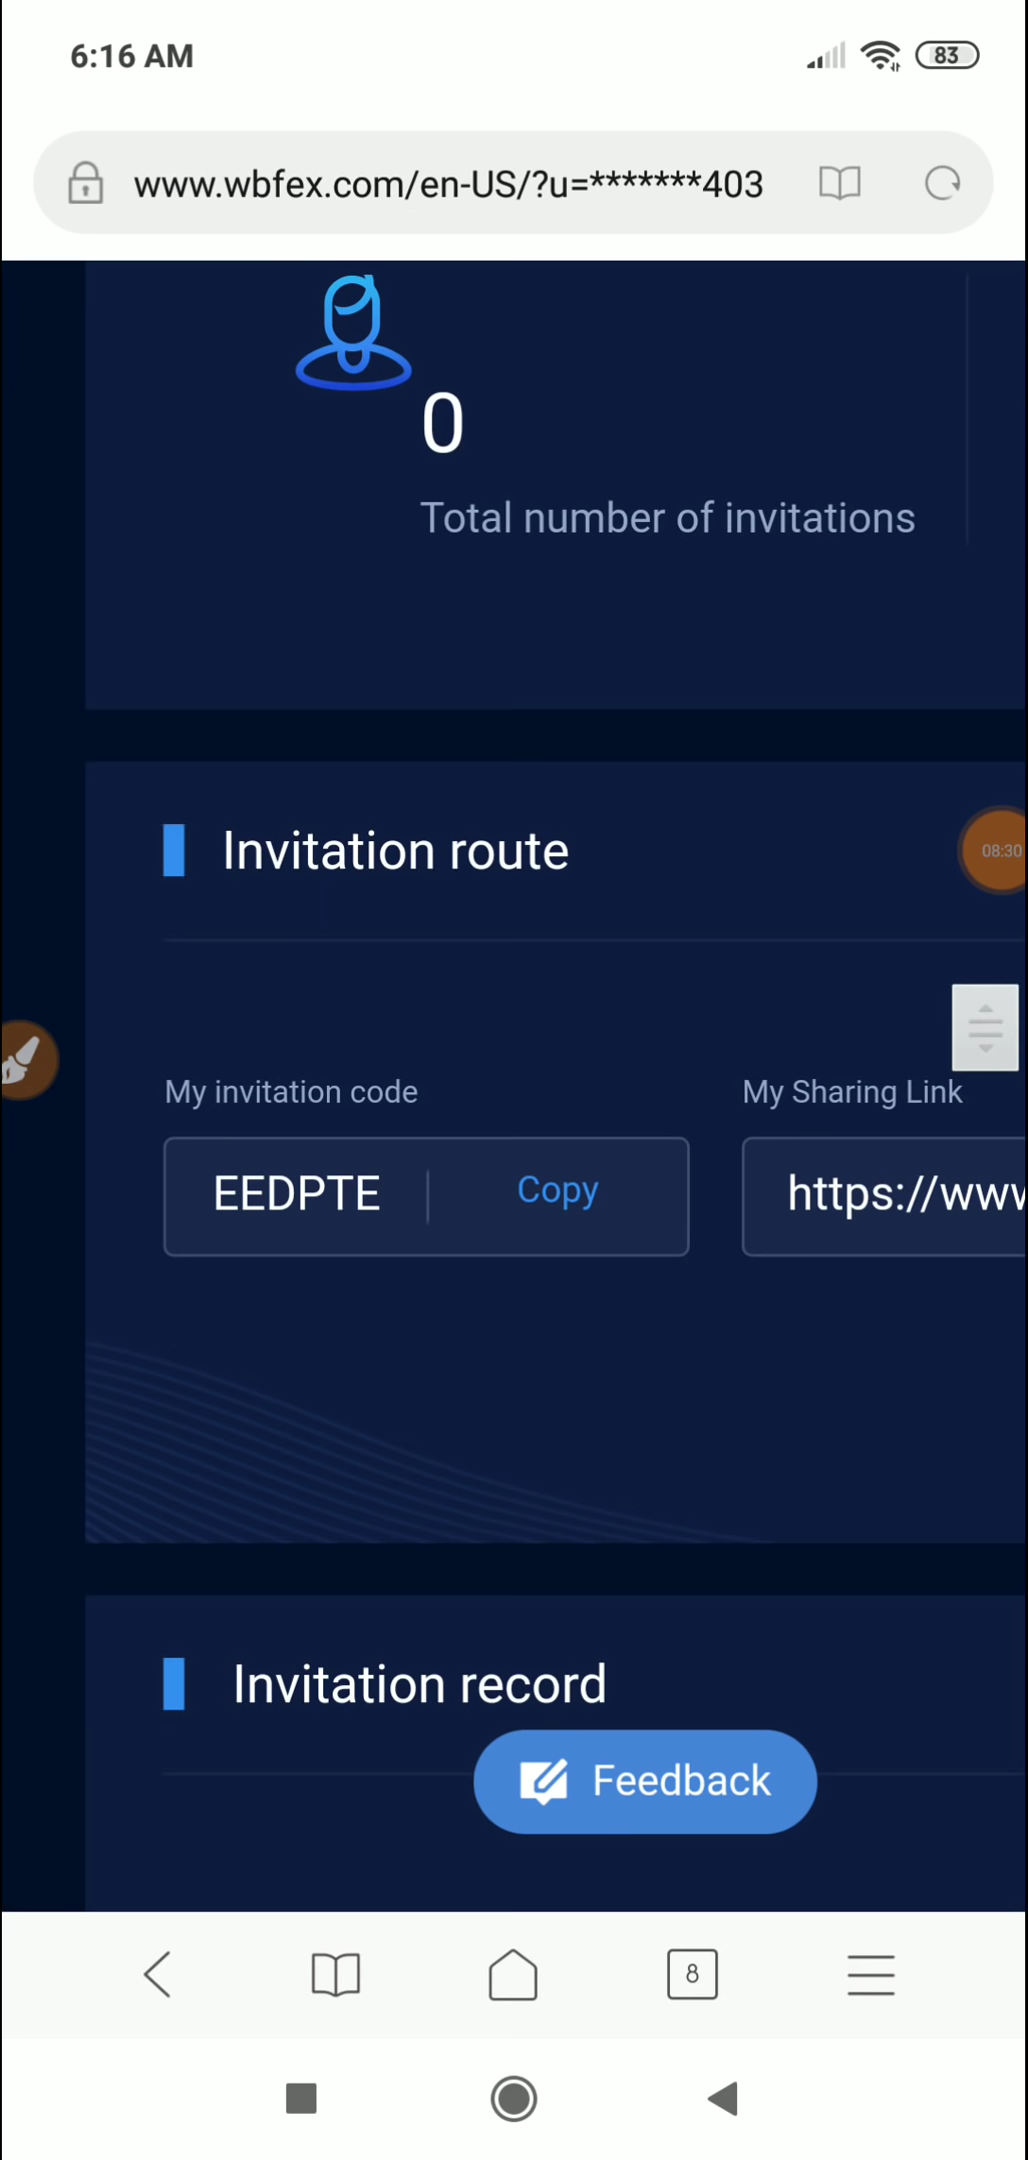 6:16 AM
83
www.wbfex.com/en-US/?u=*******403
0
Total number of invitations
Invitation route
08:30
My invitation code
My Sharing Link
EEDPTE
Copy
https://www
Invitation record
Feedback
8